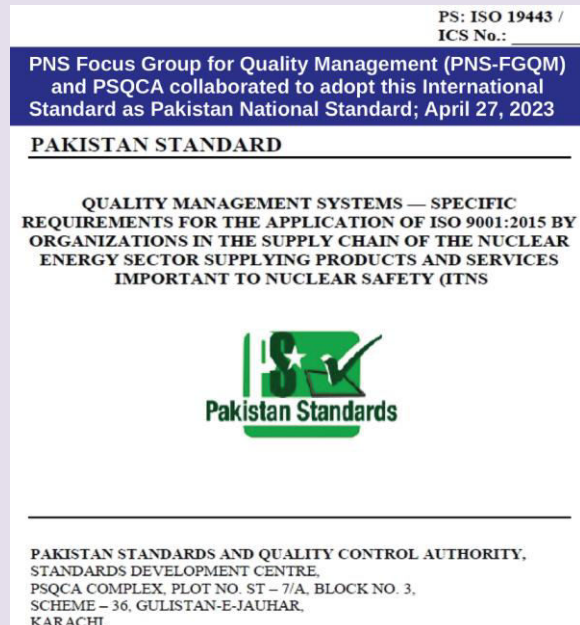 PS: ISO 19443 /
ICS No.: ________
PNS Focus Group for Quality Management (PNS-FGQM)
and PSQCA collaborated to adopt this International
Standard as Pakistan National Standard; April 27, 2023
PAKISTAN STANDARD
QUALITY MANAGEMENT SYSTEMS — SPECIFIC
REQUIREMENTS FOR THE APPLICATION OF ISO 9001:2015 BY
ORGANIZATIONS IN THE SUPPLY CHAIN OF THE NUCLEAR
ENERGY SECTOR SUPPLYING PRODUCTS AND SERVICES
IMPORTANT TO NUCLEAR SAFETY (ITNS
PS
Pakistan Standards
PAKISTAN STANDARDS AND QUALITY CONTROL AUTHORITY,
STANDARDS DEVELOPMENT CENTRE,
PSQCA COMPLEX, PLOT NO. ST – 7/A, BLOCK NO. 3,
SCHEME – 36, GULISTAN-E-JAUHAR,
KARACHI